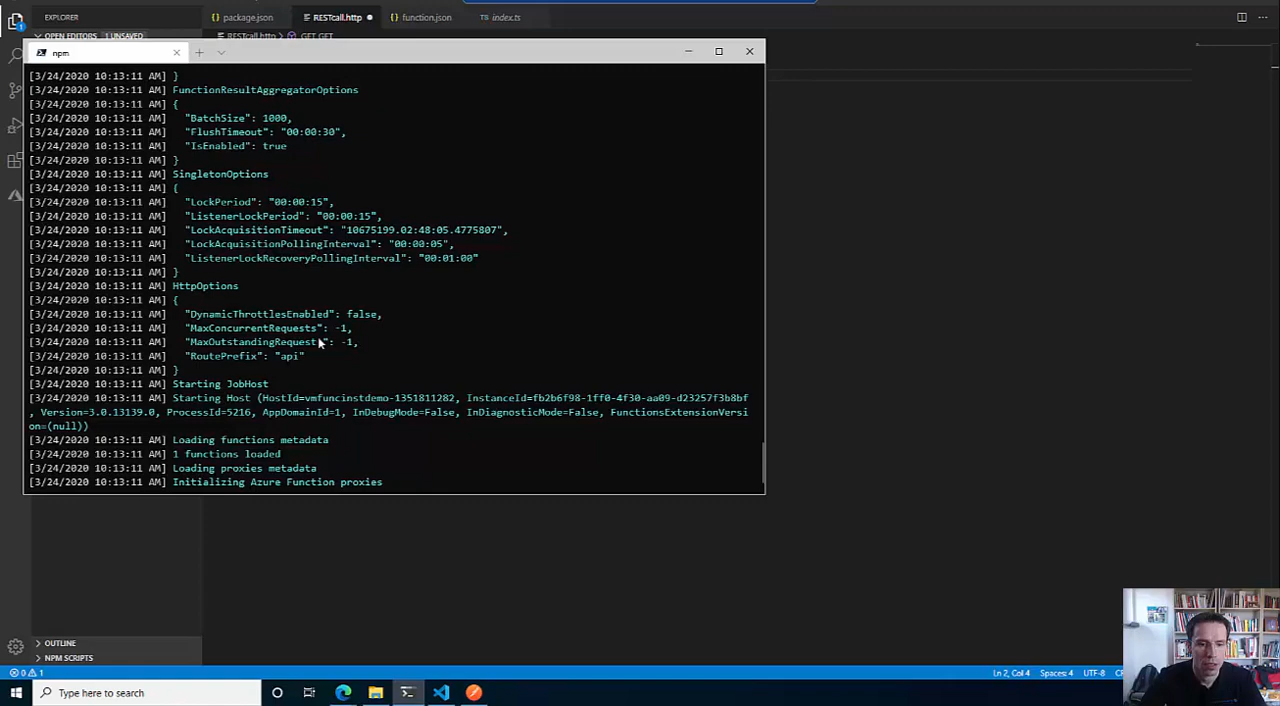 EXPLORER
package.json
RESTcall.http
function.json
index.ts
OPEN EDITORS 1 UNSAVED
RESTcall.http > GET GET
npm
[3/24/2020 10:13:11 AM] }
[3/24/2020 10:13:11 AM] FunctionResultAggregatorOptions
[3/24/2020 10:13:11 AM] {
[3/24/2020 10:13:11 AM]   "BatchSize": 1000,
[3/24/2020 10:13:11 AM]   "FlushTimeout": "00:00:30",
[3/24/2020 10:13:11 AM]   "IsEnabled": true
[3/24/2020 10:13:11 AM] }
[3/24/2020 10:13:11 AM] SingletonOptions
[3/24/2020 10:13:11 AM] {
[3/24/2020 10:13:11 AM]   "LockPeriod": "00:00:15",
[3/24/2020 10:13:11 AM]   "ListenerLockPeriod": "00:00:15",
[3/24/2020 10:13:11 AM]   "LockAcquisitionTimeout": "10675199.02:48:05.4775807",
[3/24/2020 10:13:11 AM]   "LockAcquisitionPollingInterval": "00:00:05",
[3/24/2020 10:13:11 AM]   "ListenerLockRecoveryPollingInterval": "00:01:00"
[3/24/2020 10:13:11 AM] }
[3/24/2020 10:13:11 AM] HttpOptions
[3/24/2020 10:13:11 AM] {
[3/24/2020 10:13:11 AM]   "DynamicThrottlesEnabled": false,
[3/24/2020 10:13:11 AM]   "MaxConcurrentRequests": -1,
[3/24/2020 10:13:11 AM]   "MaxOutstandingRequests": -1,
[3/24/2020 10:13:11 AM]   "RoutePrefix": "api"
[3/24/2020 10:13:11 AM] }
[3/24/2020 10:13:11 AM] Starting JobHost
[3/24/2020 10:13:11 AM] Starting Host (HostId=vmfuncinstdemo-1351811282, InstanceId=fb2b6f98-1ff0-4f30-aa09-d23257f3b8bf
, Version=3.0.13139.0, ProcessId=5216, AppDomainId=1, InDebugMode=False, InDiagnosticMode=False, FunctionsExtensionVersi
on=(null))
[3/24/2020 10:13:11 AM] Loading functions metadata
[3/24/2020 10:13:11 AM] 1 functions loaded
[3/24/2020 10:13:11 AM] Loading proxies metadata
[3/24/2020 10:13:11 AM] Initializing Azure Function proxies
OUTLINE
NPM SCRIPTS
0 1
Ln 2, Col 4
Spaces: 4
UTF-8
Type here to search